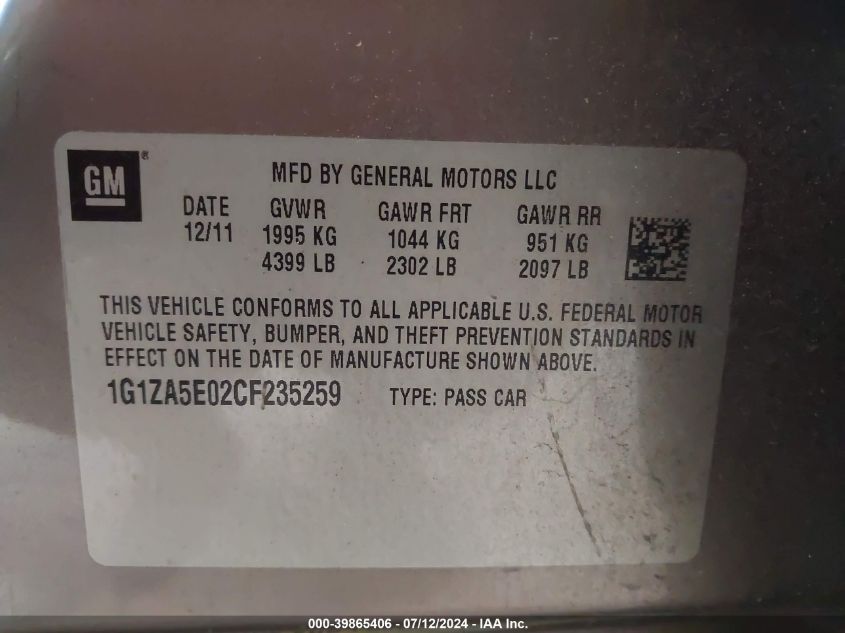 GM®
MFD BY GENERAL MOTORS LLC
DATE GVWR GAWR FRT GAWR RR
12/11 1995 KG 1044 KG 951 KG
4399 LB 2302 LB 2097 LB
THIS VEHICLE CONFORMS TO ALL APPLICABLE U.S. FEDERAL MOTOR
VEHICLE SAFETY, BUMPER, AND THEFT PREVENTION STANDARDS IN
EFFECT ON THE DATE OF MANUFACTURE SHOWN ABOVE.
1G1ZA5E02CF235259 TYPE: PASS CAR
000-39865406 - 07/12/2024 - IAA Inc.